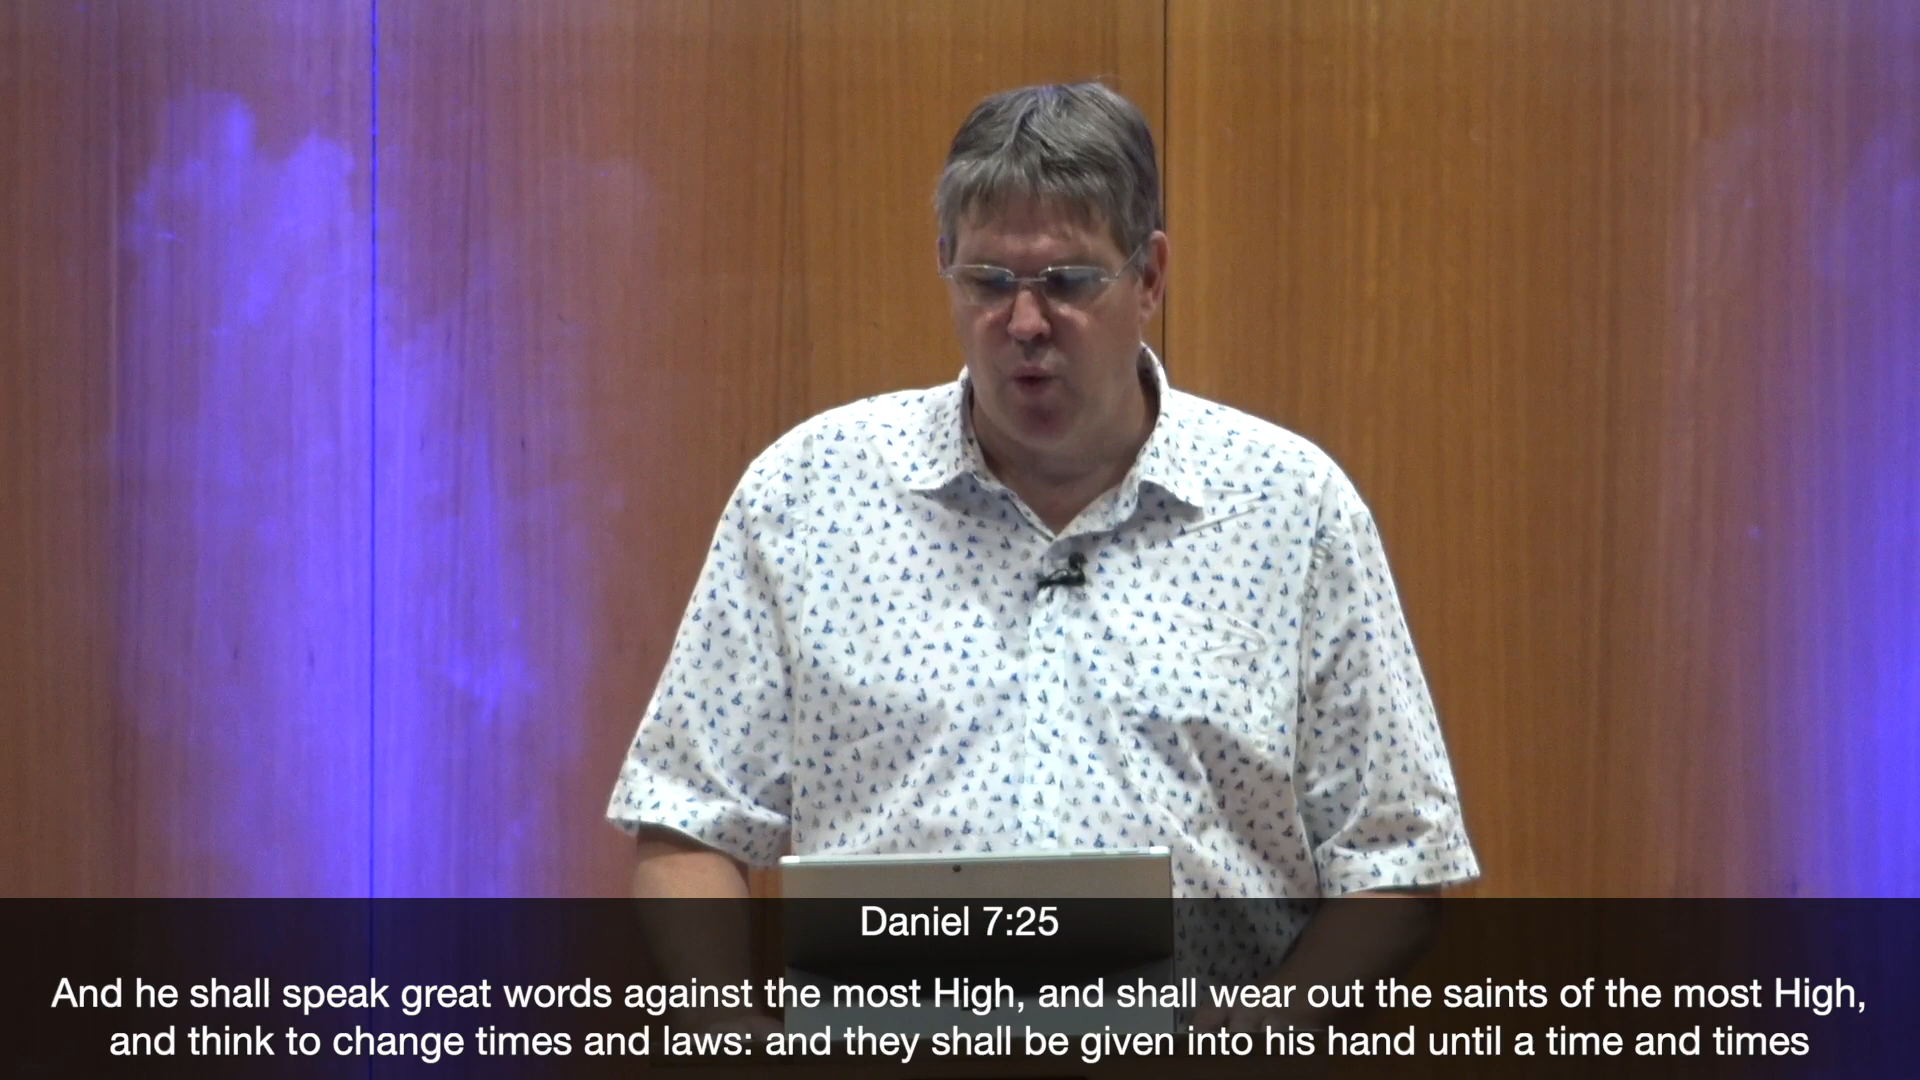 Daniel 7:25
And he shall speak great words against the most High, and shall wear out the saints of the most High,
and think to change times and laws: and they shall be given into his hand until a time and times